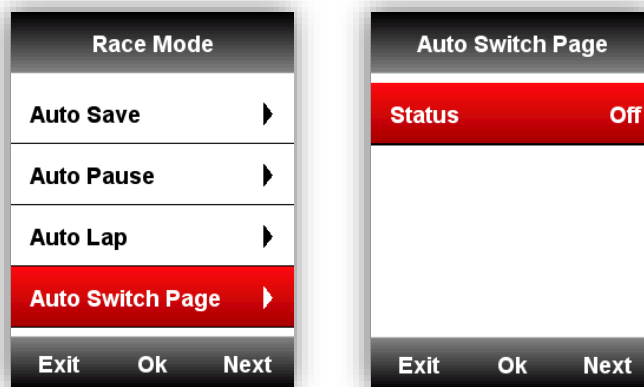 Race Mode
Auto Save
Auto Pause
Auto Lap
Auto Switch Page
Exit Ok Next
Auto Switch Page
Status Off
Exit Ok Next